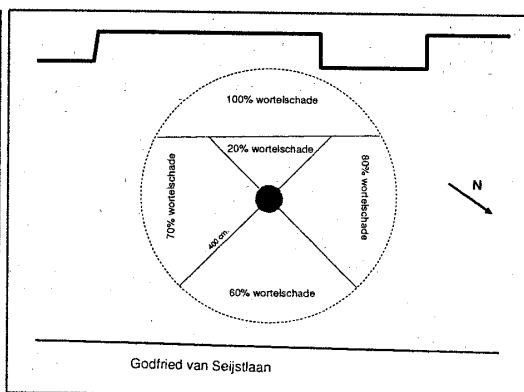 100% wortelschade
20% wortelschade
70% wortelschade
80% wortelschade
400 cm.
60% wortelschade
N
Godfried van Seijstlaan